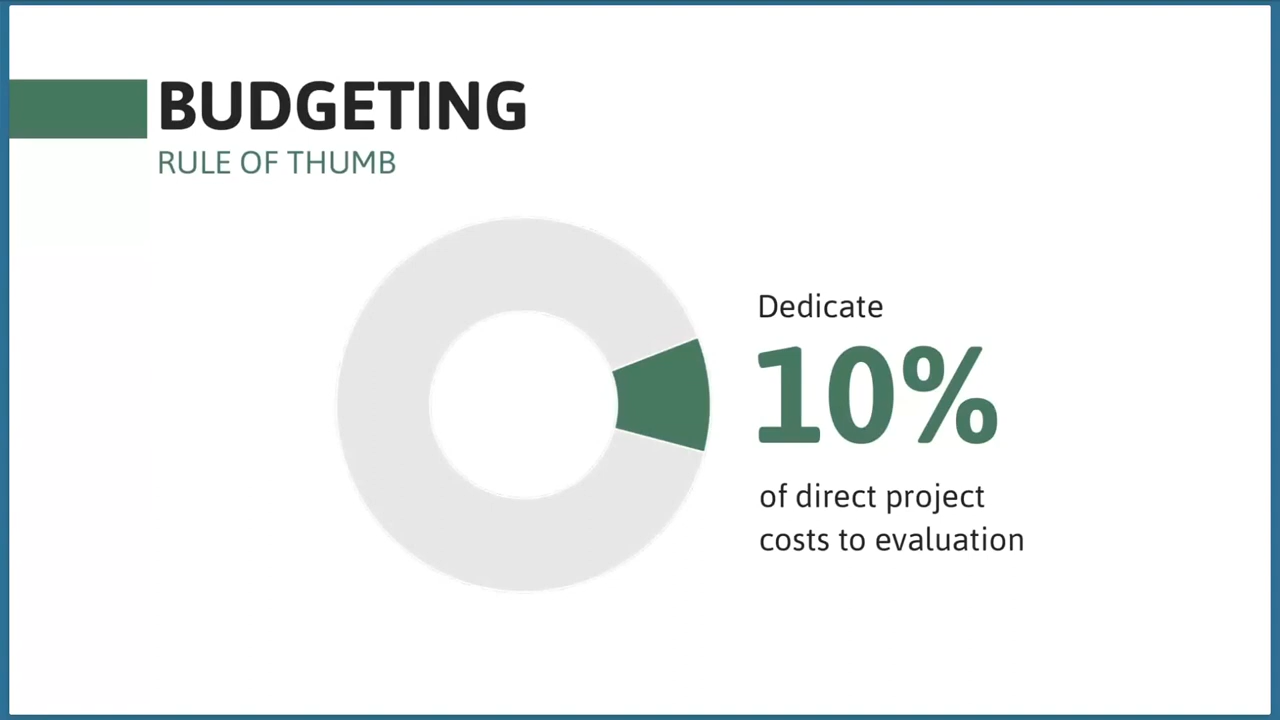 BUDGETING
RULE OF THUMB
Dedicate
10%
of direct project
costs to evaluation